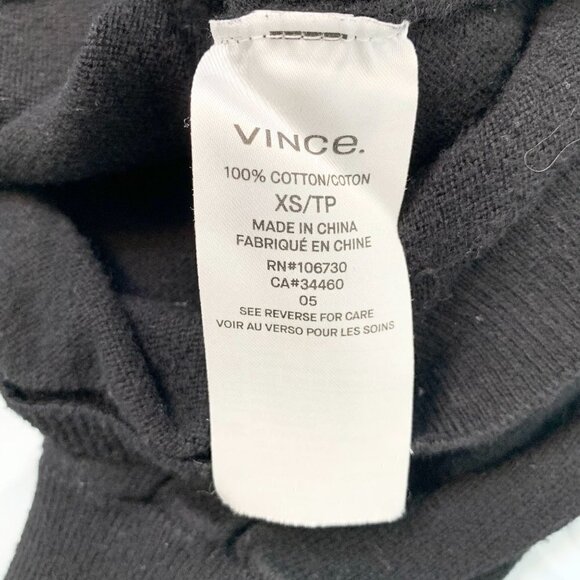 VINCe.
100% COTTON/COTON
XS/TP
MADE IN CHINA
FABRIQUÉ EN CHINE
RN#106730
CA#34460
05
SEE REVERSE FOR CARE
VOIR AU VERSO POUR LES SOINS